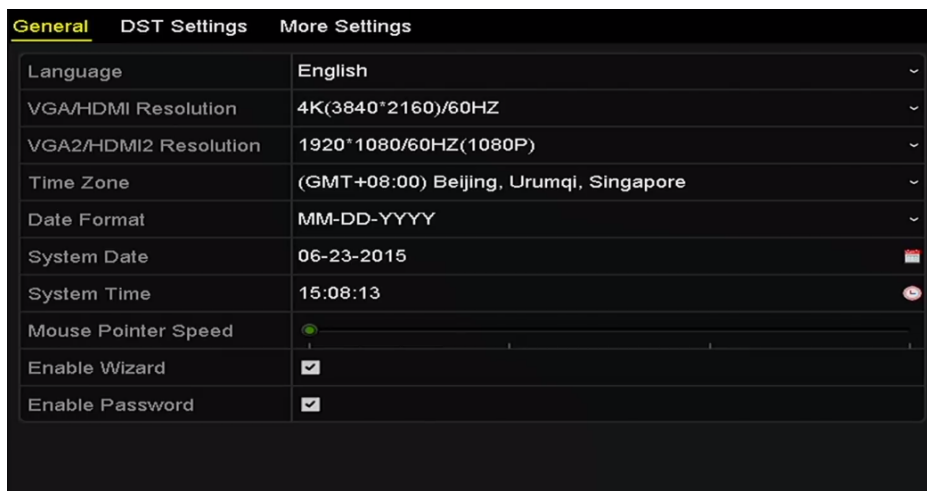 General DST Settings More Settings
Language English
VGA/HDMI Resolution 4K(3840*2160)/60HZ
VGA2/HDMI2 Resolution 1920*1080/60HZ(1080P)
Time Zone (GMT+08:00) Beijing, Urumqi, Singapore
Date Format MM-DD-YYYY
System Date 06-23-2015
System Time 15:08:13
Mouse Pointer Speed
Enable Wizard
Enable Password